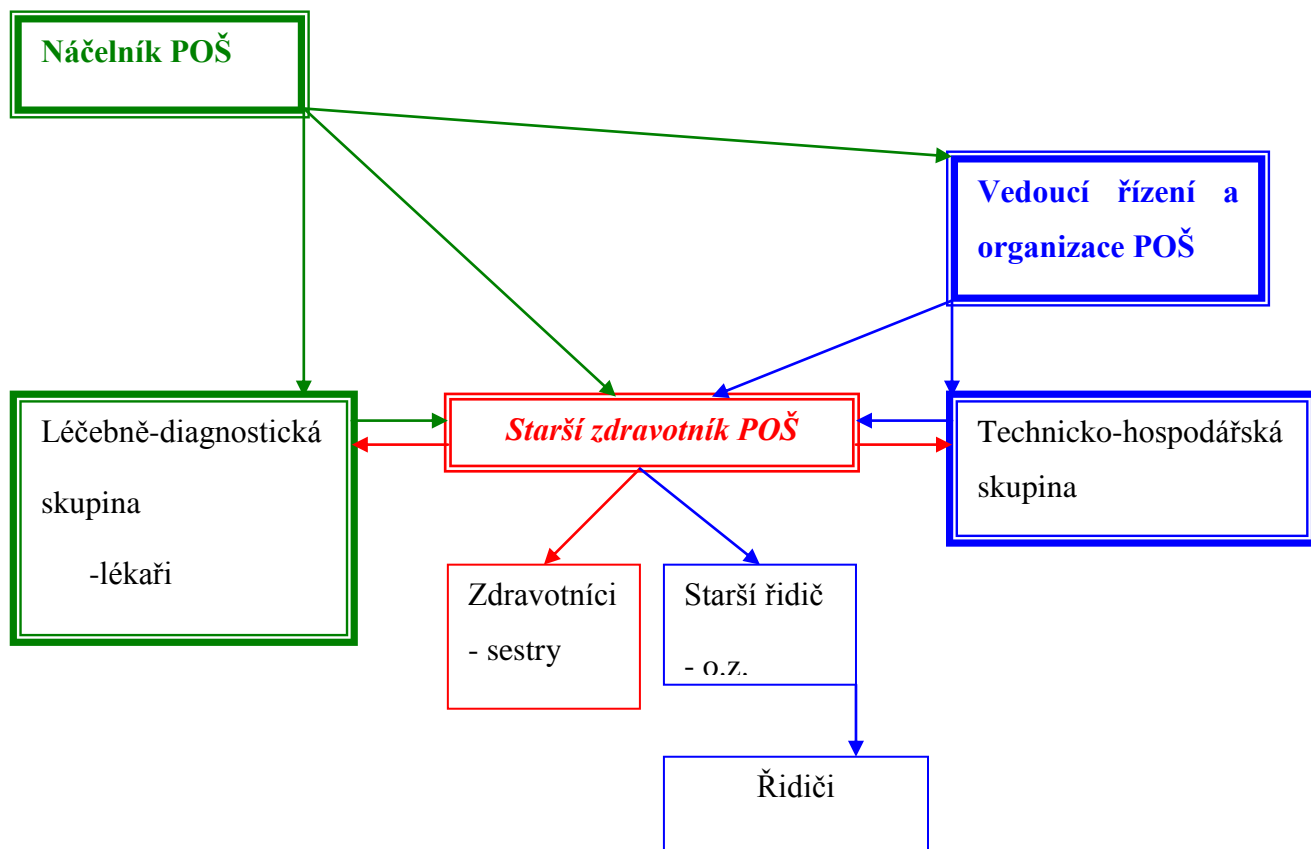 Náčelník POŠ
Vedoucí řízení a
organizace POŠ
Léčebně-diagnostická
skupina
-lékaři
Starší zdravotník POŠ
Technicko-hospodářská
skupina
Zdravotníci
- sestry
Starší řidič
- o.z.
Řidiči